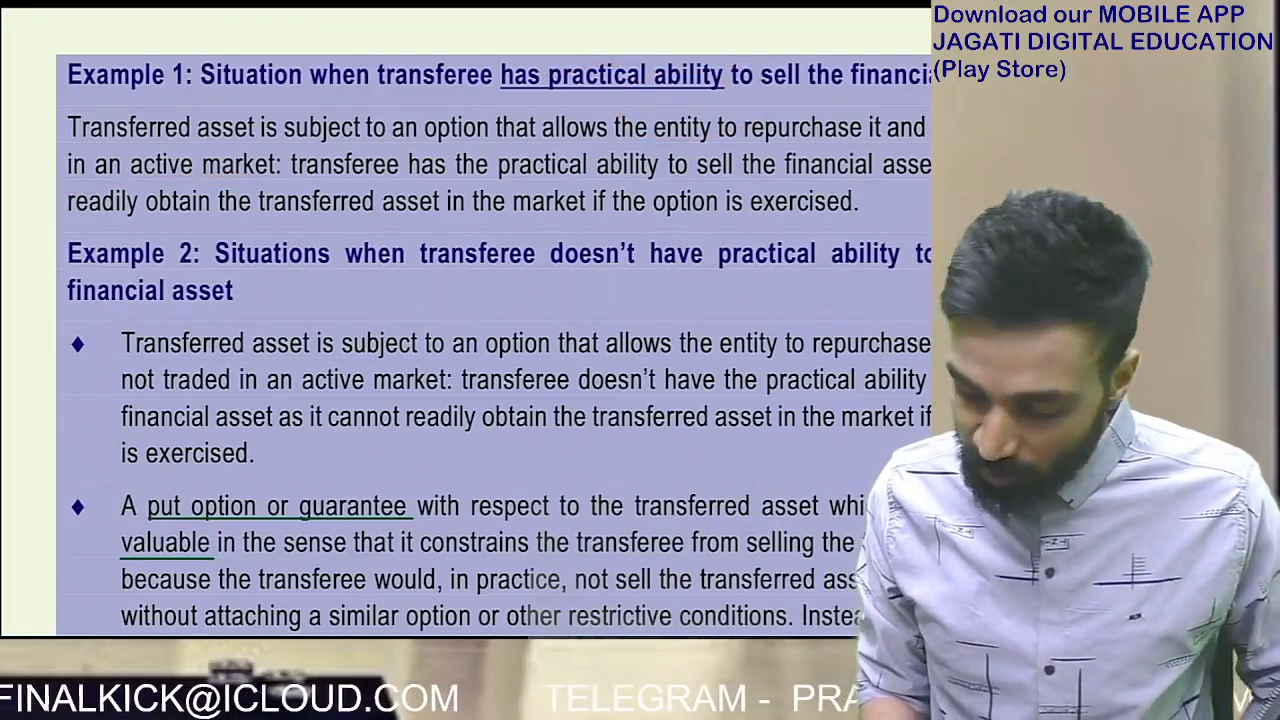 Download our MOBILE APP
JAGATI DIGITAL EDUCATION
(Play Store)
Example 1: Situation when transferee has practical ability to sell the
Transferred asset is subject to an option that allows the entity to repurchase it and
in an active market: transferee has the practical ability to sell the financial
readily obtain the transferred asset in the market if the option is exercised.
Example 2: Situations when transferee doesn't have practical ability
financial asset
♦ Transferred asset is subject to an option that allows the entity to repurchase
not traded in an active market: transferee doesn't have the practical ability
financial asset as it cannot readily obtain the transferred asset in the market if
is exercised.
♦ A put option or guarantee with respect to the transferred asset
valuable in the sense that it constrains the transferee from selling the
because the transferee would, in practice, not sell the transferred
without attaching a similar option or other restrictive conditions.
FINALKICK@ICLOUD.COM TELEGRAM -